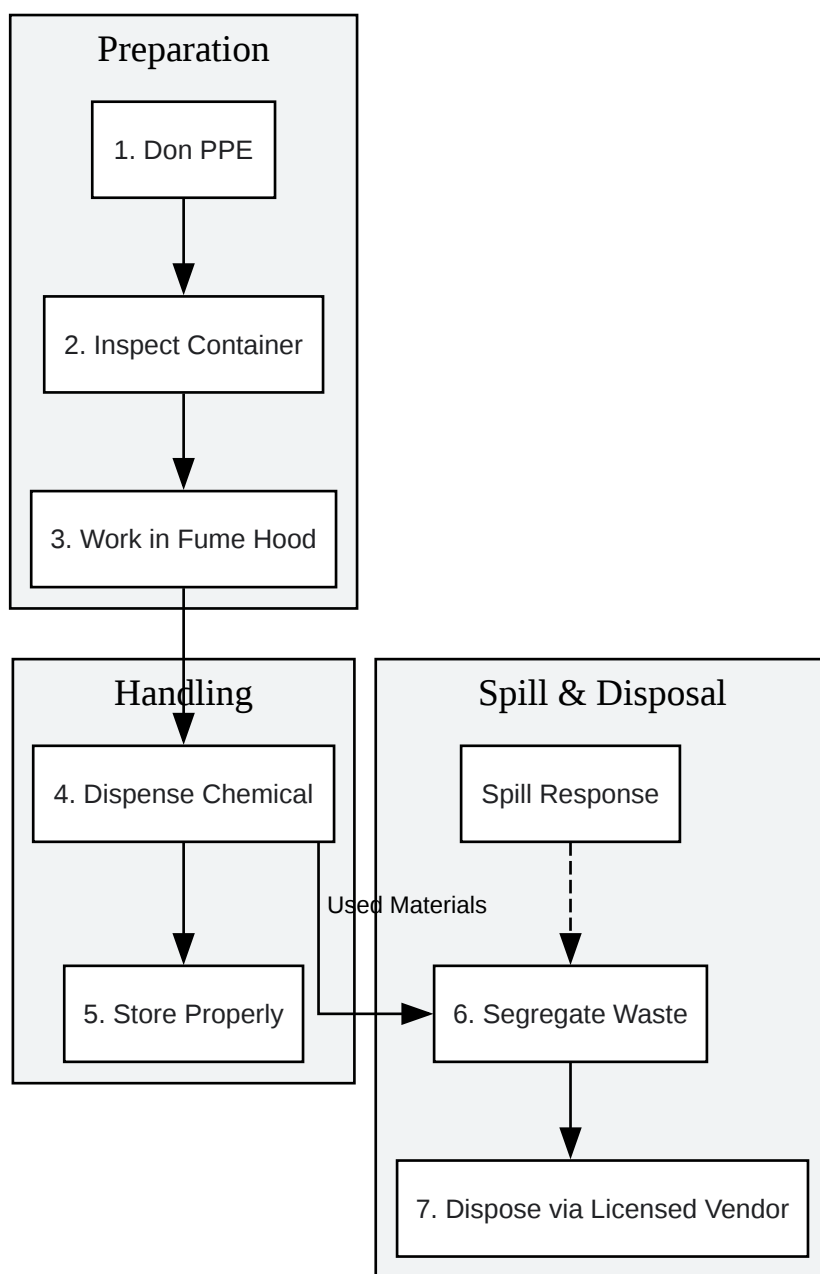 Preparation
1. Don PPE
2. Inspect Container
3. Work in Fume Hood
Handling
4. Dispense Chemical
Used Materials
5. Store Properly
Spill & Disposal
Spill Response
6. Segregate Waste
7. Dispose via Licensed Vendor